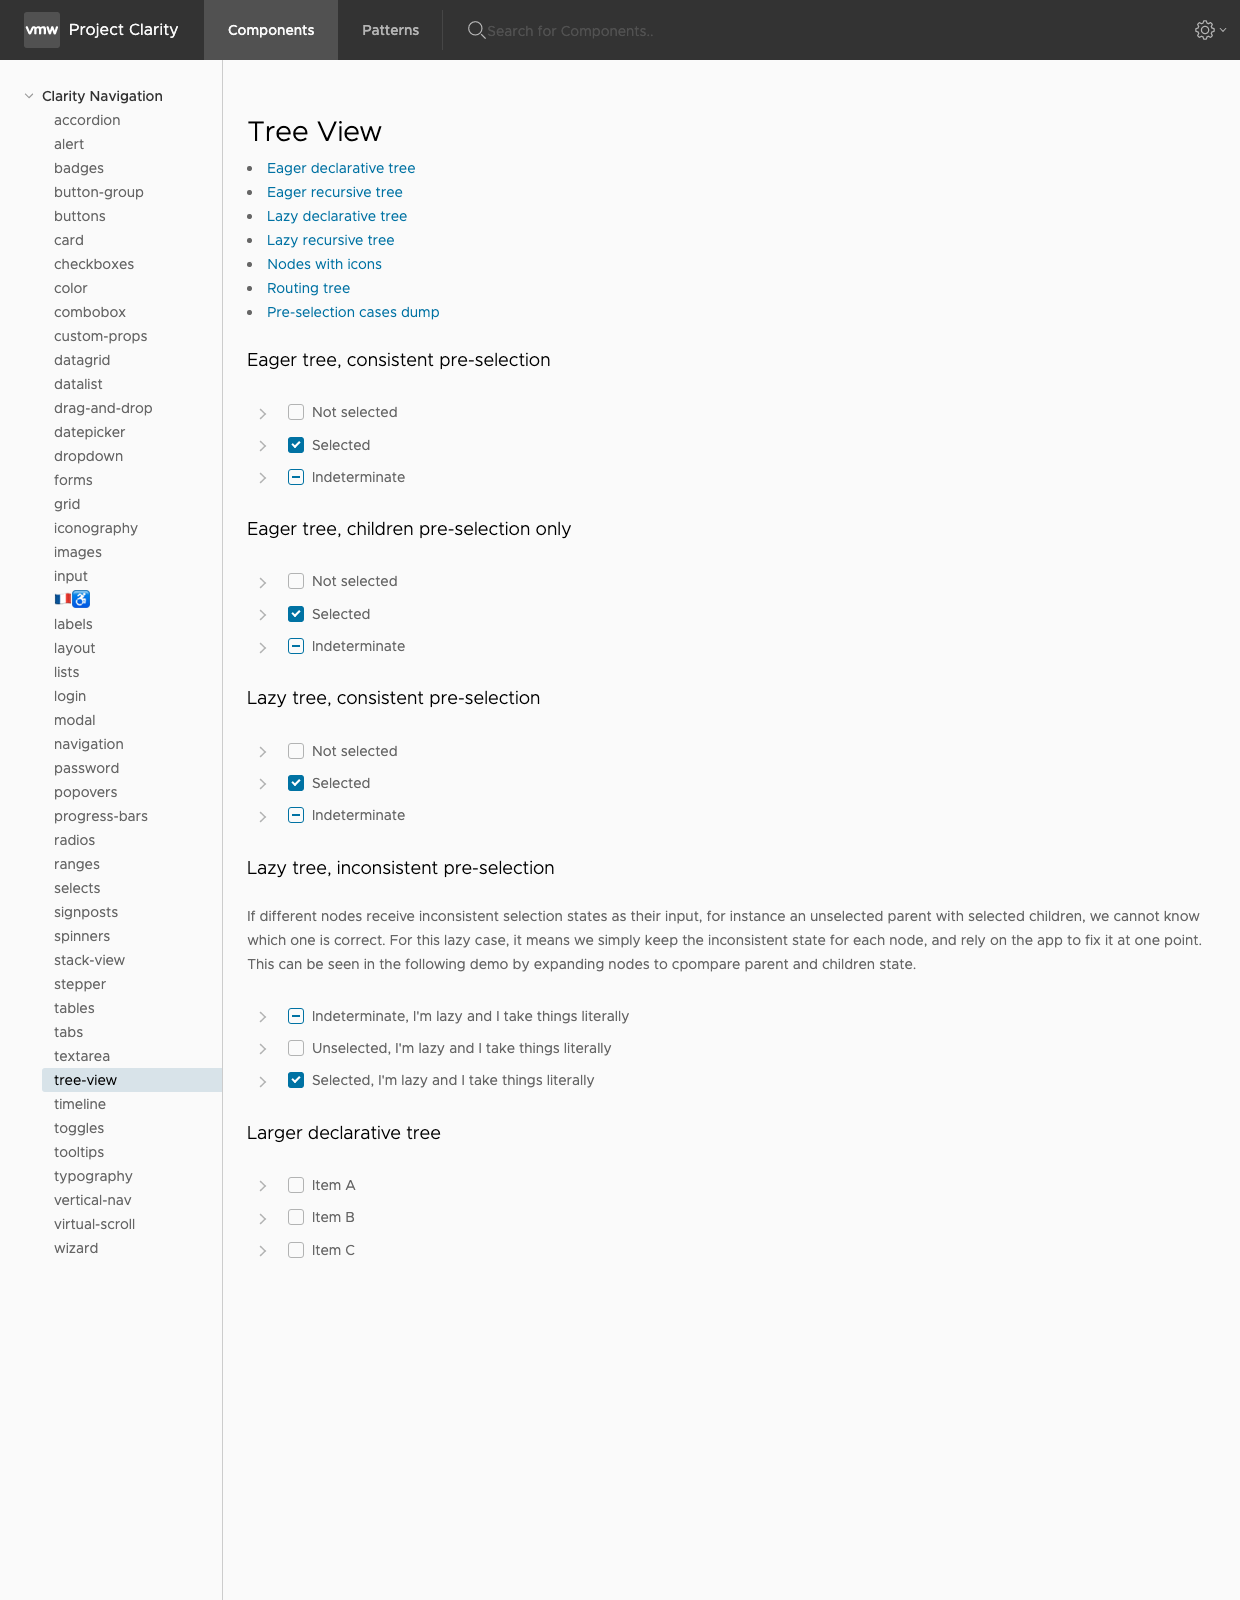 vmw Project Clarity Components Patterns Search for Components..
Clarity Navigation
accordion
alert
badges
button-group
buttons
card
checkboxes
color
combobox
custom-props
datagrid
datalist
drag-and-drop
datepicker
dropdown
forms
grid
iconography
images
input
🇫🇷♿
labels
layout
lists
login
modal
navigation
password
popovers
progress-bars
radios
ranges
selects
signposts
spinners
stack-view
stepper
tables
tabs
textarea
tree-view
timeline
toggles
tooltips
typography
vertical-nav
virtual-scroll
wizard
Tree View
Eager declarative tree
Eager recursive tree
Lazy declarative tree
Lazy recursive tree
Nodes with icons
Routing tree
Pre-selection cases dump
Eager tree, consistent pre-selection
Not selected
Selected
Indeterminate
Eager tree, children pre-selection only
Not selected
Selected
Indeterminate
Lazy tree, consistent pre-selection
Not selected
Selected
Indeterminate
Lazy tree, inconsistent pre-selection
If different nodes receive inconsistent selection states as their input, for instance an unselected parent with selected children, we cannot know
which one is correct. For this lazy case, it means we simply keep the inconsistent state for each node, and rely on the app to fix it at one point.
This can be seen in the following demo by expanding nodes to cpompare parent and children state.
Indeterminate, I'm lazy and I take things literally
Unselected, I'm lazy and I take things literally
Selected, I'm lazy and I take things literally
Larger declarative tree
Item A
Item B
Item C